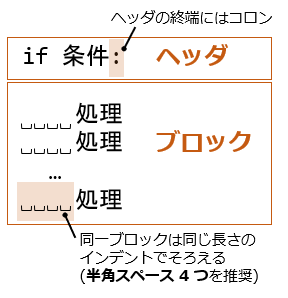 ヘッダの終端にはコロン
if 条件: ヘッダ
␣␣␣␣処理
␣␣␣␣処理 ブロック
…
␣␣␣␣処理
同一ブロックは同じ長さの
インデントでそろえる
(半角スペース 4 つを推奨)